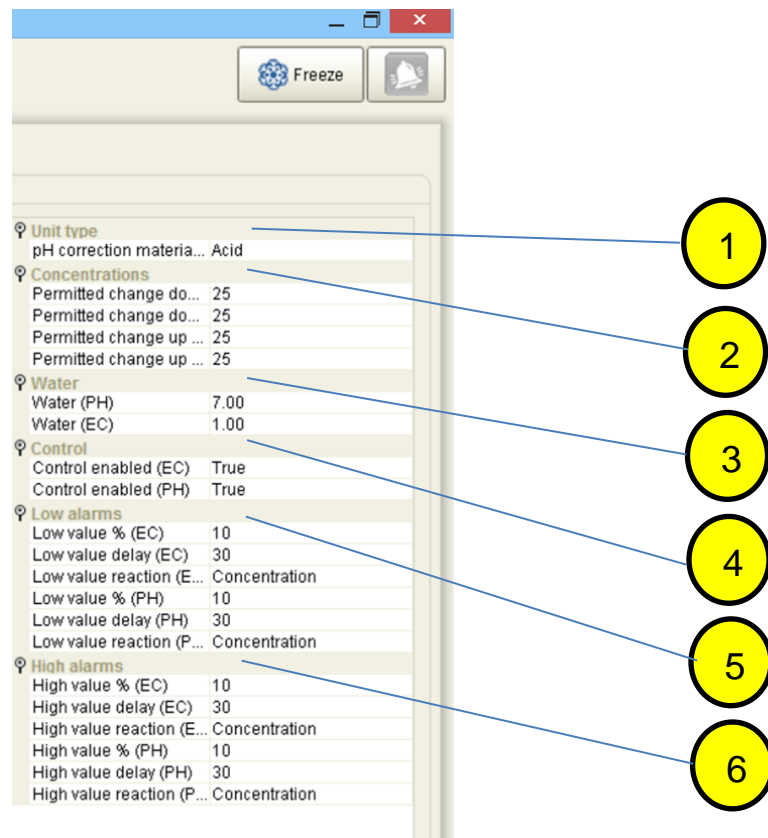 Freeze
Unit type
pH correction materia... Acid
Concentrations
Permitted change do... 25
Permitted change do... 25
Permitted change up ... 25
Permitted change up ... 25
Water
Water (PH) 7.00
Water (EC) 1.00
Control
Control enabled (EC) True
Control enabled (PH) True
Low alarms
Low value % (EC) 10
Low value delay (EC) 30
Low value reaction (E... Concentration
Low value % (PH) 10
Low value delay (PH) 30
Low value reaction (P... Concentration
High alarms
High value % (EC) 10
High value delay (EC) 30
High value reaction (E... Concentration
High value % (PH) 10
High value delay (PH) 30
High value reaction (P... Concentration
1
2
3
4
5
6